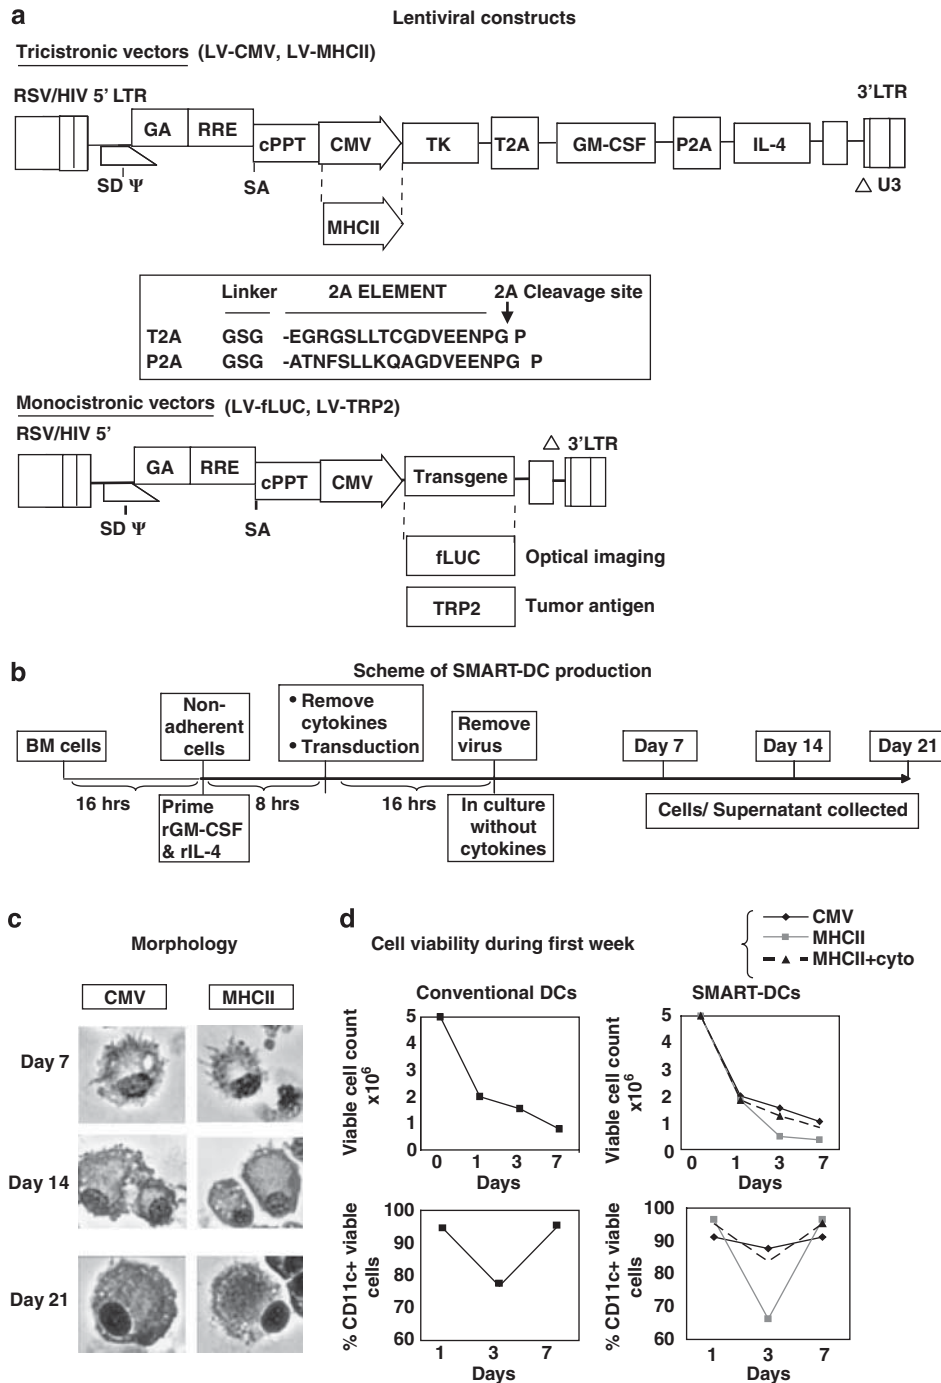 a
Lentiviral constructs
Tricistronic vectors (LV-CMV, LV-MHCII)
RSV/HIV 5' LTR
3'LTR
GA RRE cPPT CMV TK T2A GM-CSF P2A IL-4
SD Ψ SA △ U3
MHCII
Linker 2A ELEMENT 2A Cleavage site
T2A GSG -EGRGSLLTCGDVEENPG P
P2A GSG -ATNFSLLKQAGDVEENPG P
Monocistronic vectors (LV-fLUC, LV-TRP2)
RSV/HIV 5'
△ 3'LTR
GA RRE cPPT CMV Transgene
SD Ψ SA
fLUC Optical imaging
TRP2 Tumor antigen
b
Scheme of SMART-DC production
BM cells
Non-
adherent
cells
• Remove
cytokines
• Transduction
Remove
virus
Day 7
Day 14
Day 21
16 hrs
Prime
rGM-CSF
& rIL-4
8 hrs
16 hrs
In culture
without
cytokines
Cells/ Supernatant collected
c
Morphology
CMV MHCII
Day 7
Day 14
Day 21
d
Cell viability during first week
CMV
MHCII
MHCII+cyto
Conventional DCs
Viable cell count
x10⁶
5
4
3
2
1
0
0 1 3 7
Days
SMART-DCs
Viable cell count
x10⁶
5
4
3
2
1
0
0 1 3 7
Days
% CD11c+ viable
cells
100
90
80
70
60
1 3 7
Days
% CD11c+ viable
cells
100
90
80
70
60
1 3 7
Days